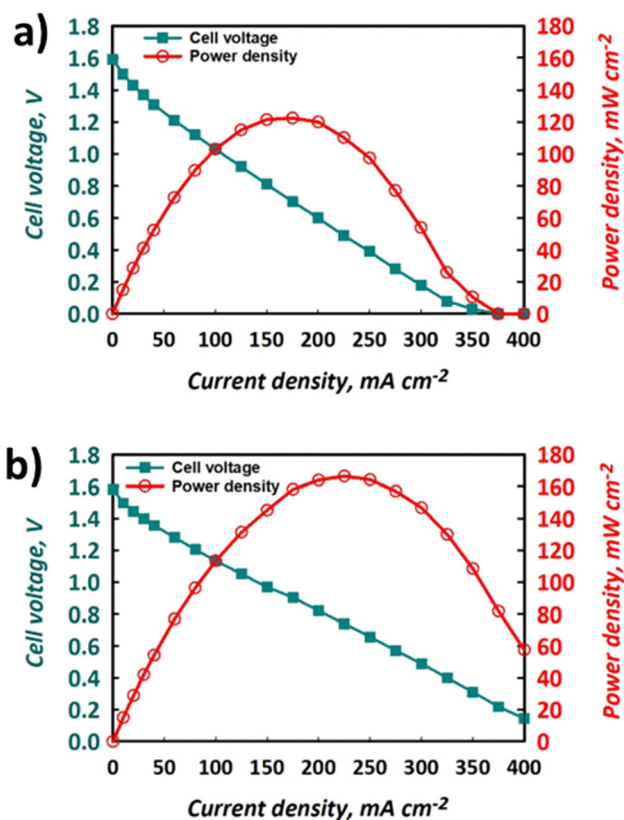 a)
Cell voltage, V
1.8
1.6
1.4
1.2
1.0
0.8
0.6
0.4
0.2
0.0
Cell voltage
Power density
180
160
140
120
100
80
60
40
20
0
Power density, mW cm-2
0 50 100 150 200 250 300 350 400
Current density, mA cm-2
b)
Cell voltage, V
1.8
1.6
1.4
1.2
1.0
0.8
0.6
0.4
0.2
0.0
Cell voltage
Power density
180
160
140
120
100
80
60
40
20
0
Power density, mW cm-2
0 50 100 150 200 250 300 350 400
Current density, mA cm-2